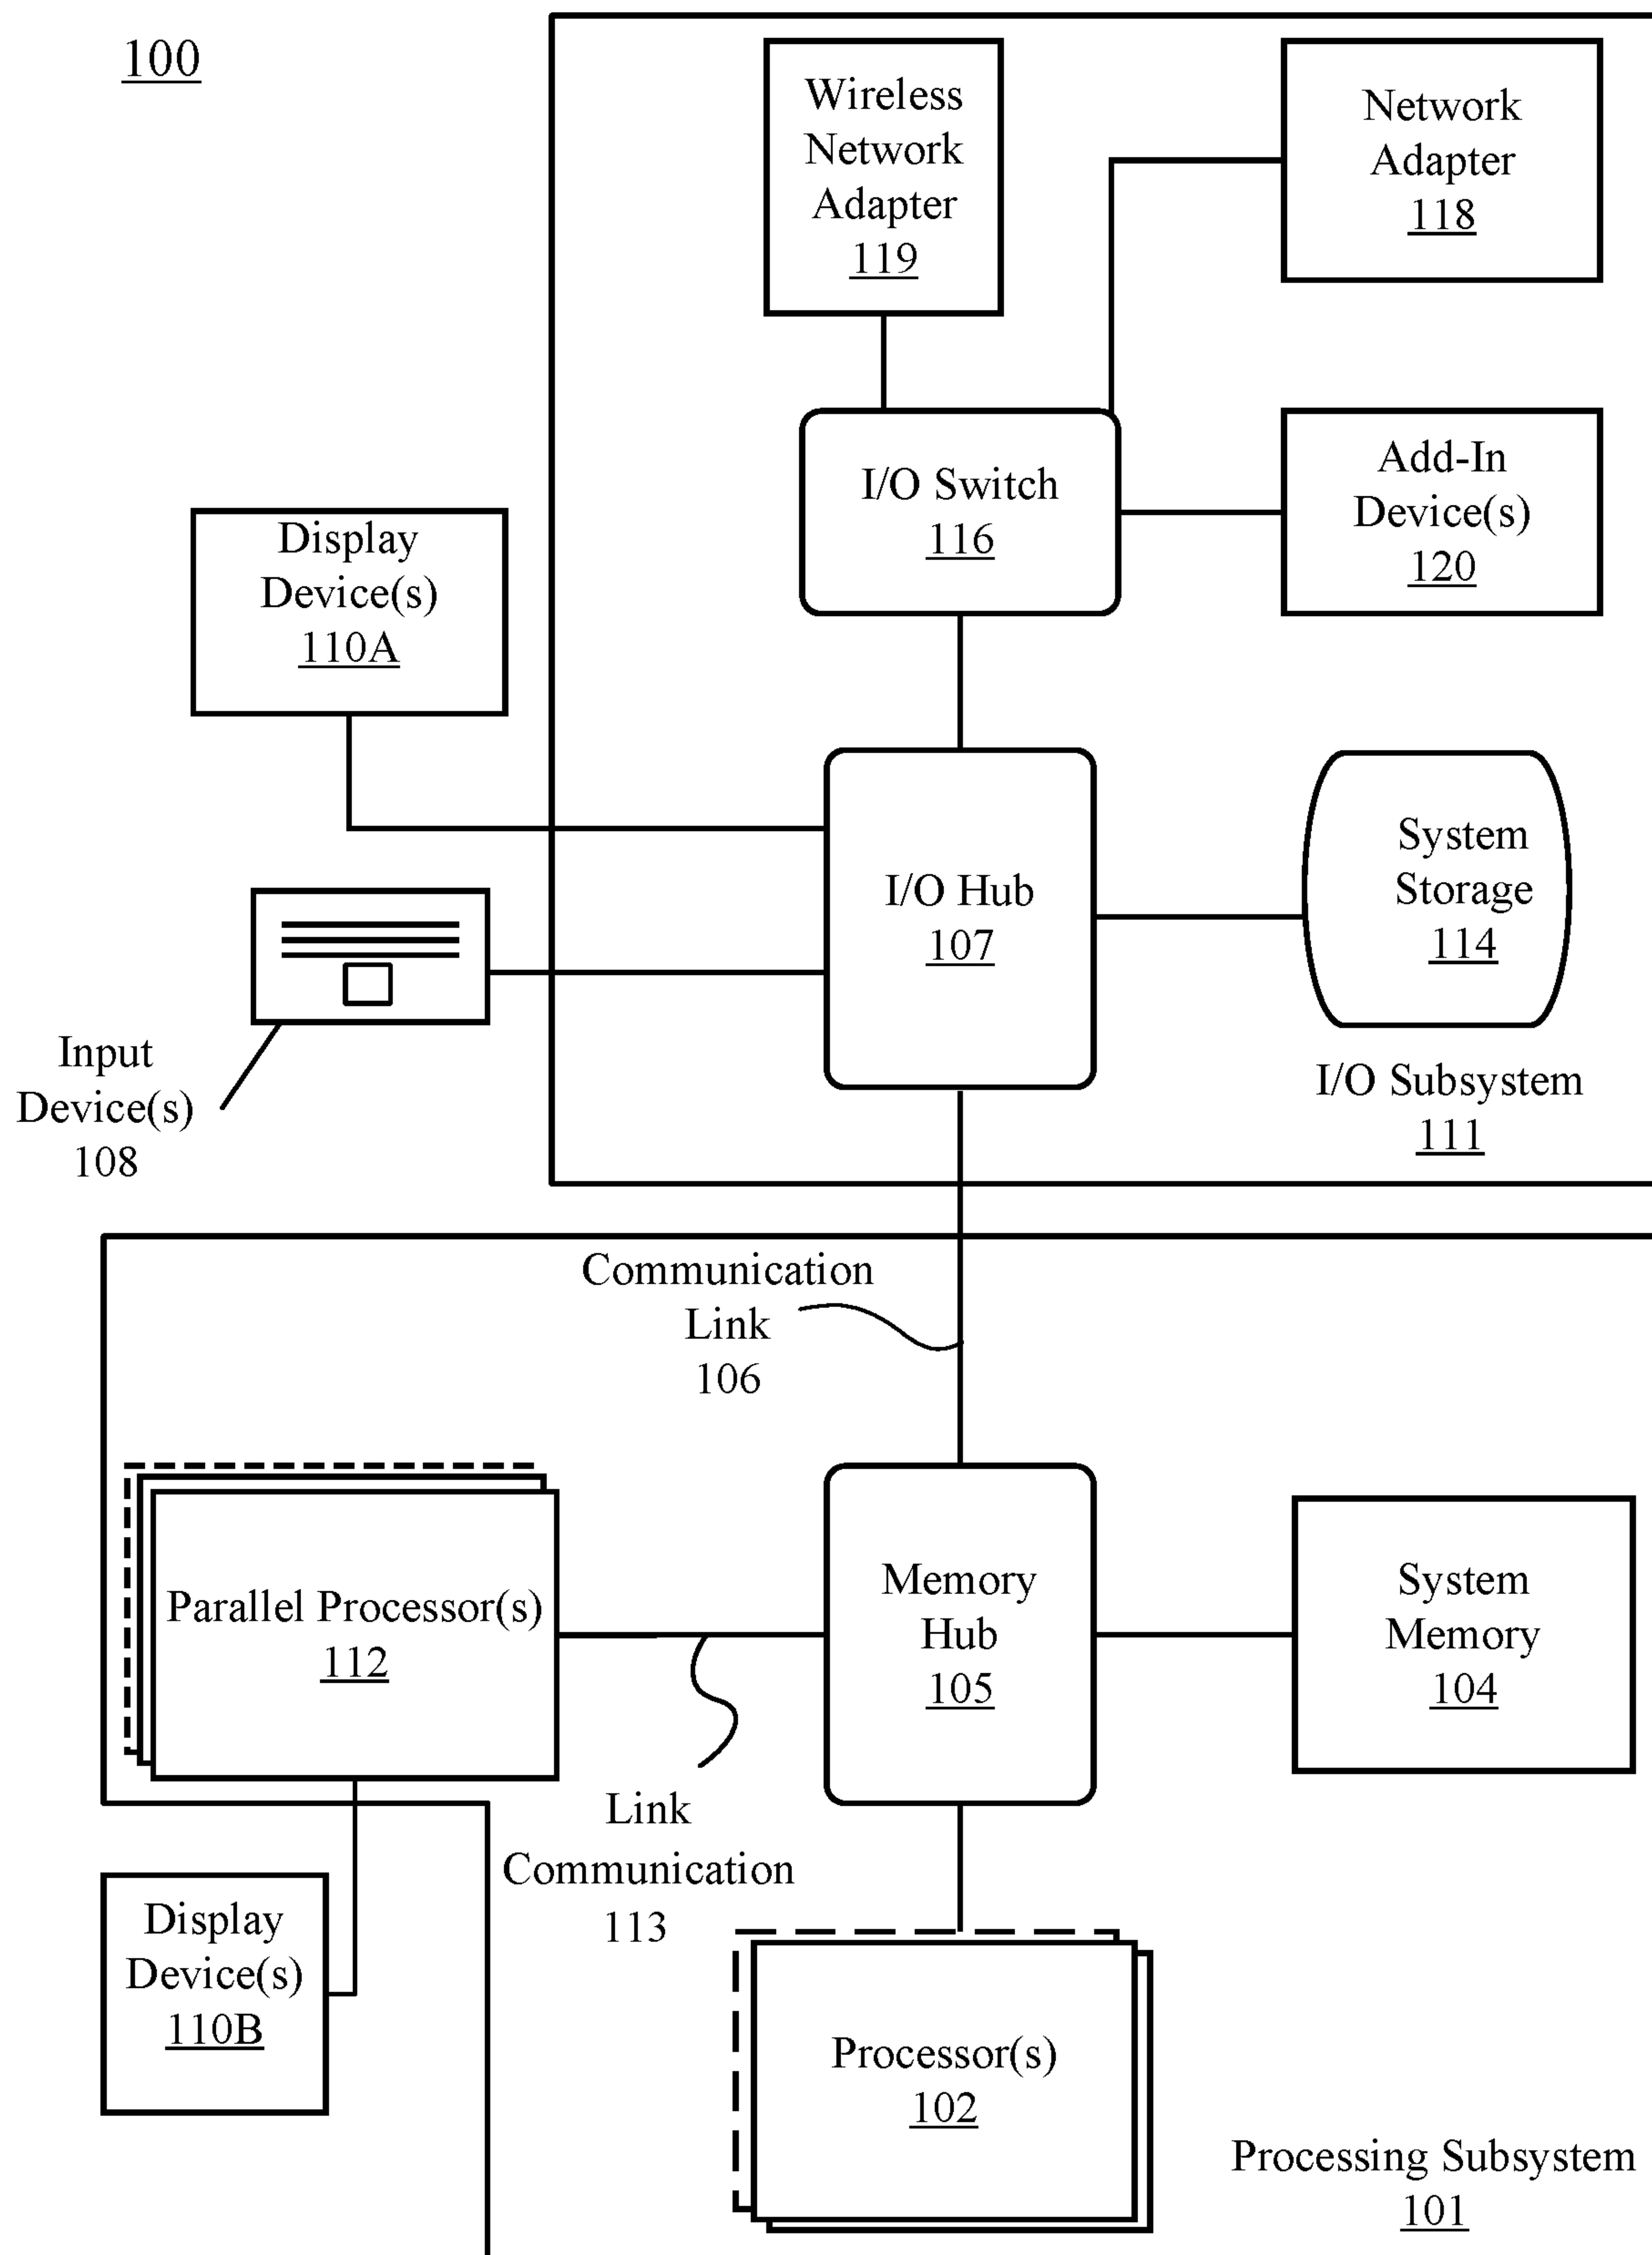 100
Wireless
Network
Adapter
119
Network
Adapter
118
I/O Switch
116
Add-In
Device(s)
120
Display
Device(s)
110A
I/O Hub
107
System
Storage
114
Input
Device(s)
108
I/O Subsystem
111
Communication
Link
106
Parallel Processor(s)
112
Memory
Hub
105
System
Memory
104
Link
Communication
113
Display
Device(s)
110B
Processor(s)
102
Processing Subsystem
101